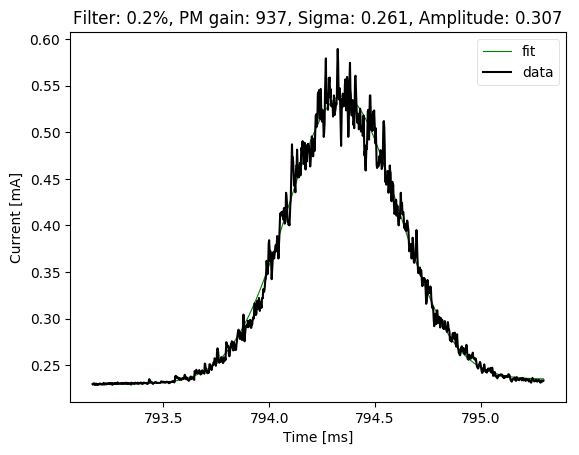 Filter: 0.2%, PM gain: 937, Sigma: 0.261, Amplitude: 0.307
fit
data
0.60
0.55
0.50
0.45
0.40
0.35
0.30
0.25
Current [mA]
793.5
794.0
794.5
795.0
Time [ms]